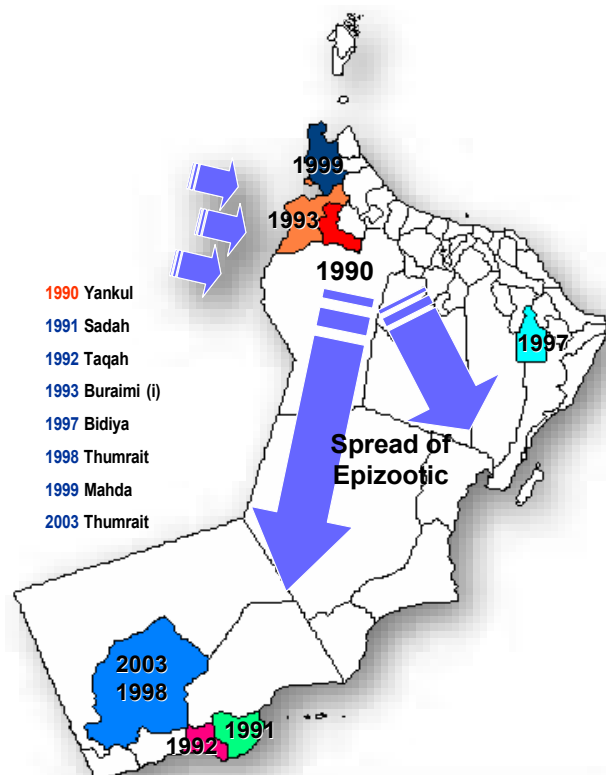 1999
1993
1990
1990 Yankul
1991 Sadah
1992 Taqah
1993 Buraimi (i)
1997 Bidiya
1998 Thumrait
1999 Mahda
2003 Thumrait
1997
Spread of
Epizootic
2003
1998
1991
1992